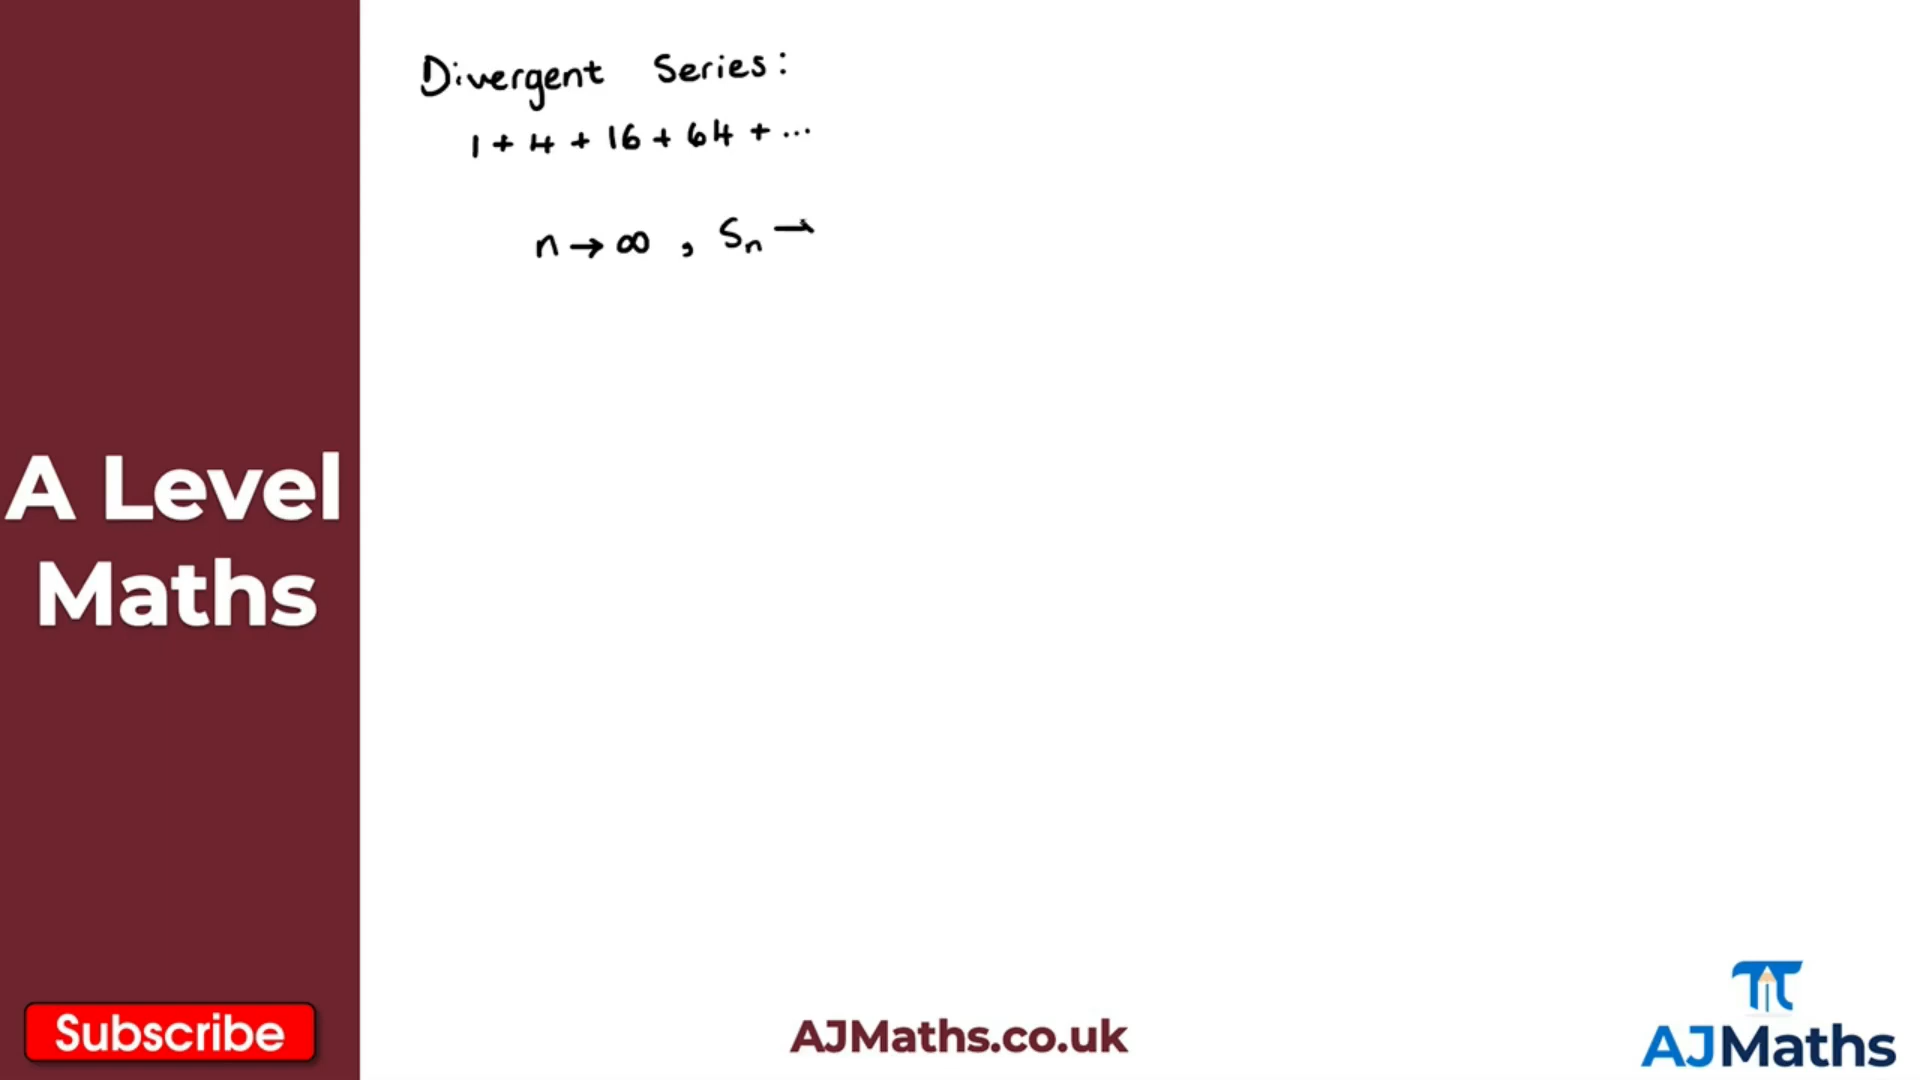 Divergent Series:
1 + 4 + 16 + 64 + ...
n → ∞ , Sn →
A Level
Maths
Subscribe
AJMaths.co.uk
AJMaths